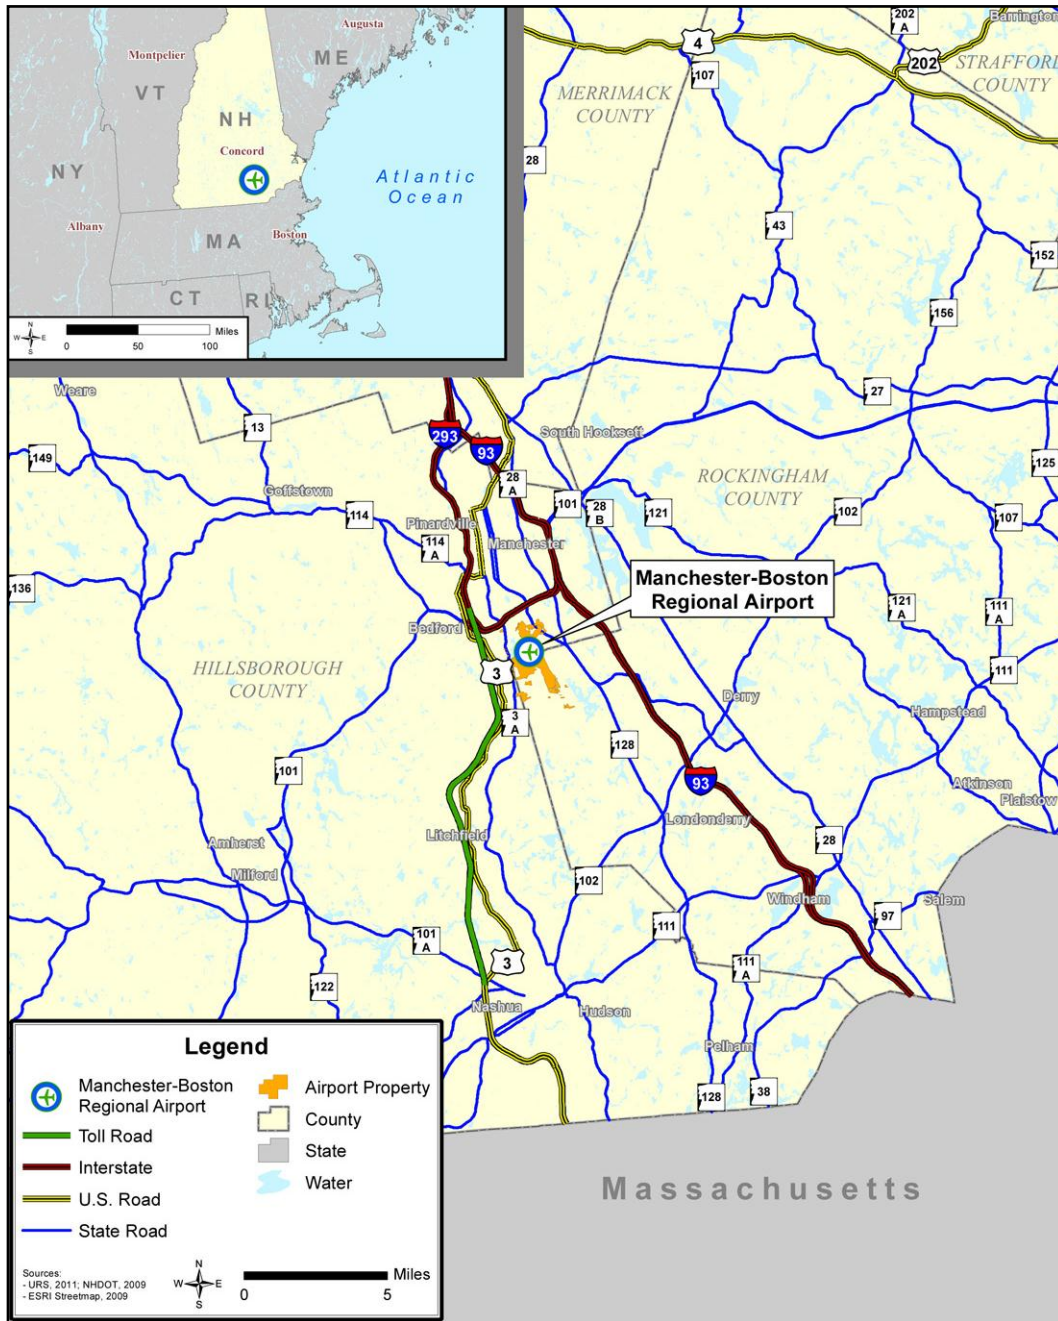 Augusta
Montpelier
ME
VT
NH
Concord
NY
Atlantic
Ocean
Albany
MA
Boston
CT
RI
N
W E
S
0 50 100
Miles
202
A
Barrington
4
202
STRAFFORD
COUNTY
107
MERRIMACK
COUNTY
28
43
152
156
Weare
27
13
293
93
South Hooksett
149
125
28
A
ROCKINGHAM
COUNTY
Goffstown
101
28
B
121
102
107
114
Pinardville
114
A
Manchester
136
Manchester-Boston
Regional Airport
121
A
111
A
Bedford
HILLSBOROUGH
COUNTY
3
111
Derry
Hampstead
3
A
128
101
93
Atkinson
Plaistow
Londonderry
Litchfield
28
Amherst
Milford
102
Windham
97
Salem
111
101
A
3
111
A
122
Nashua
Hudson
Pelham
128
38
Massachusetts
Legend
Manchester-Boston
Regional Airport
Toll Road
Interstate
U.S. Road
State Road
Airport Property
County
State
Water
Sources:
- URS, 2011; NHDOT, 2009
- ESRI Streetmap, 2009
N
W E
S
0 5
Miles